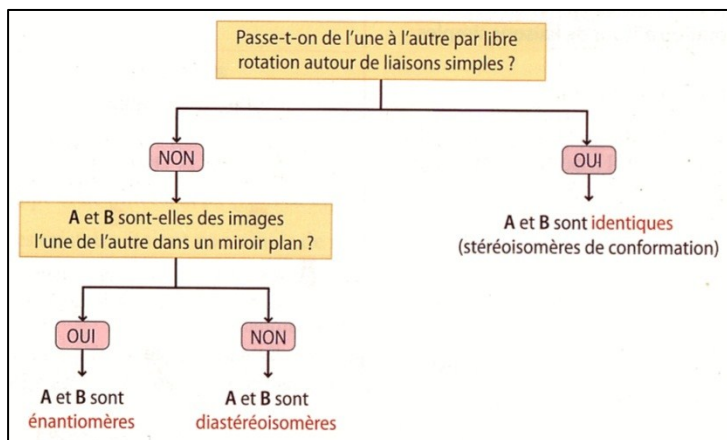 Passe-t-on de l'une à l'autre par libre
rotation autour de liaisons simples ?
NON
OUI
A et B sont-elles des images
l'une de l'autre dans un miroir plan ?
A et B sont identiques
(stéréoisomères de conformation)
OUI
NON
A et B sont
énantiomères
A et B sont
diastéréoisomères